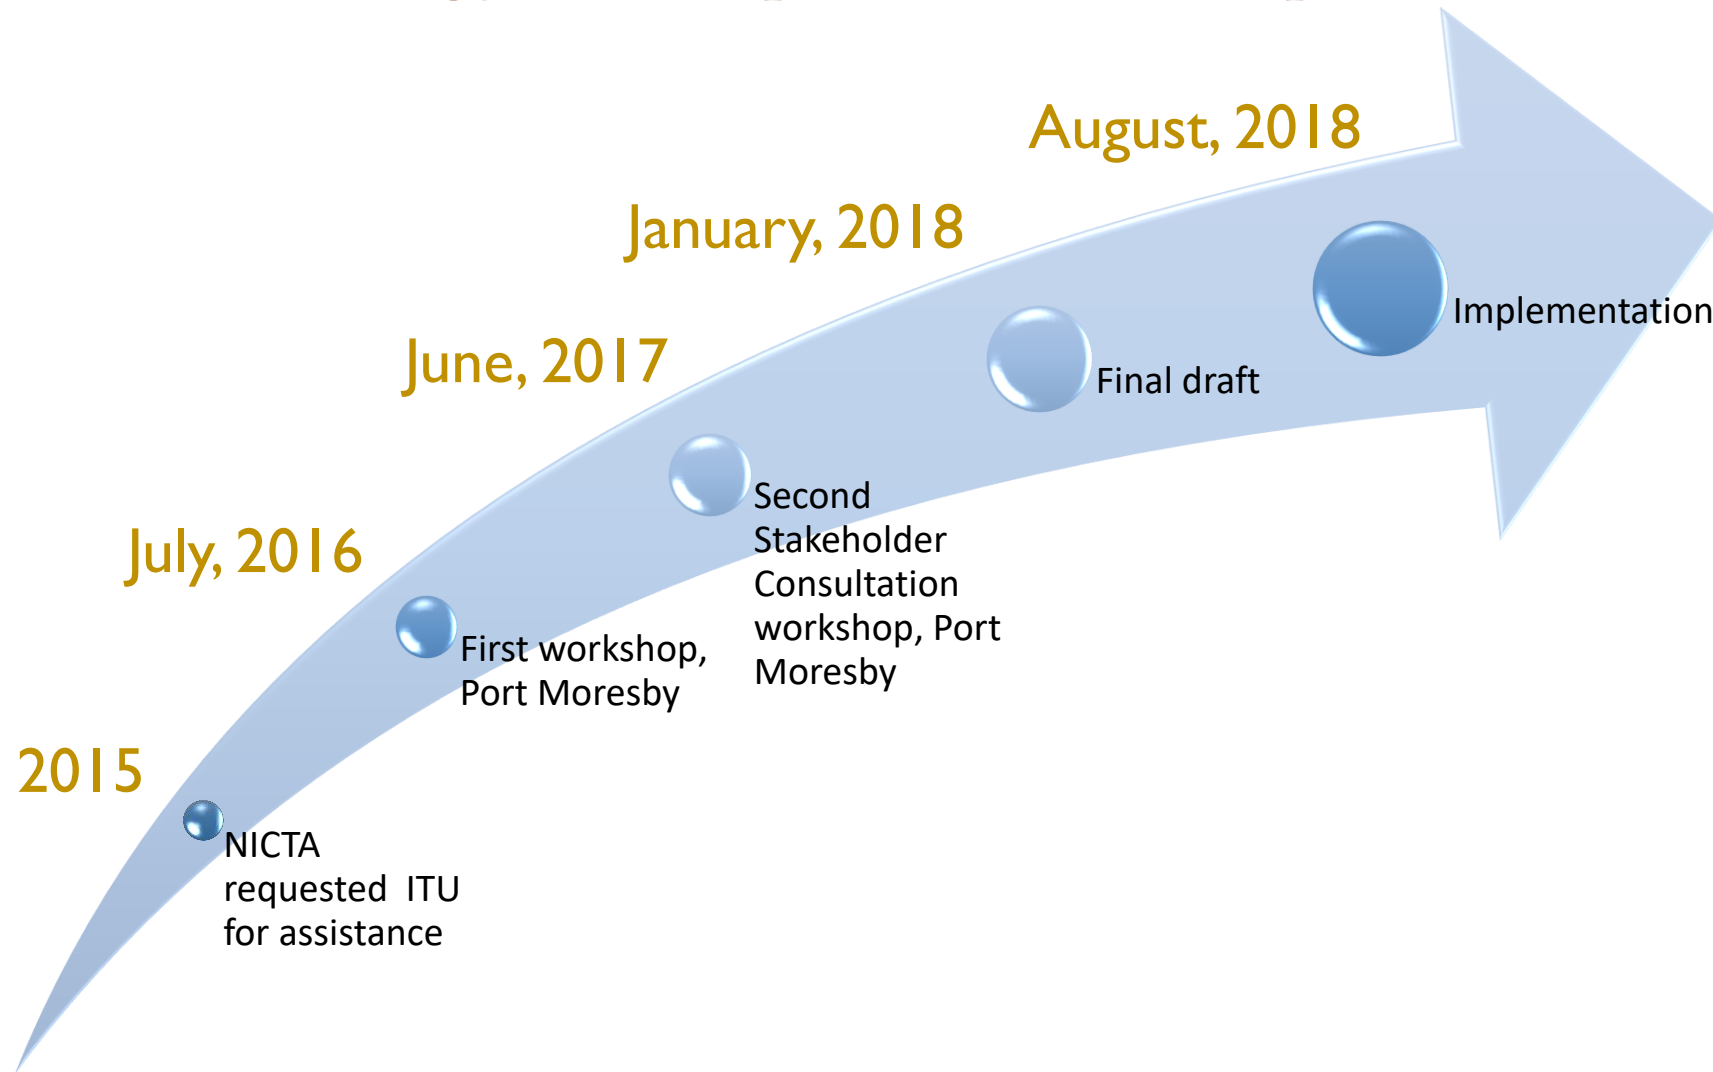 2015
NICTA
requested ITU
for assistance
July, 2016
First workshop,
Port Moresby
June, 2017
Second
Stakeholder
Consultation
workshop, Port
Moresby
January, 2018
Final draft
August, 2018
Implementation